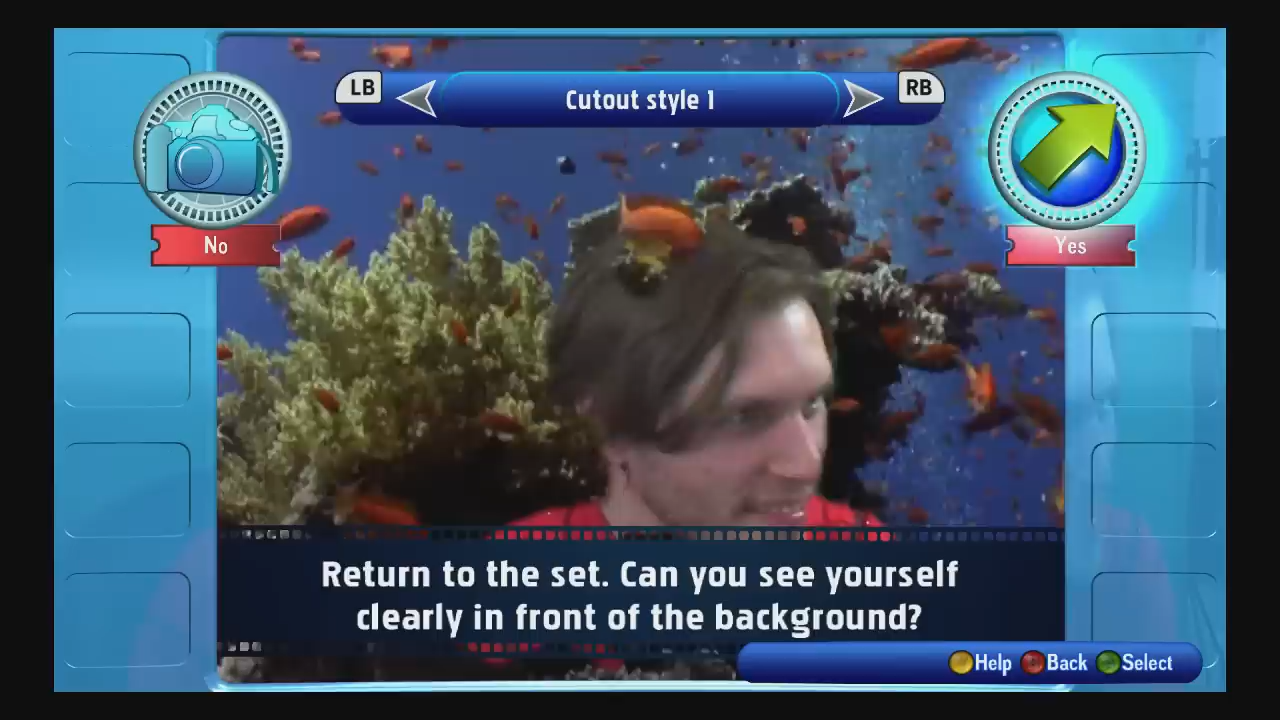 LB
Cutout style 1
RB
No
Yes
Return to the set. Can you see yourself
clearly in front of the background?
Help Back Select